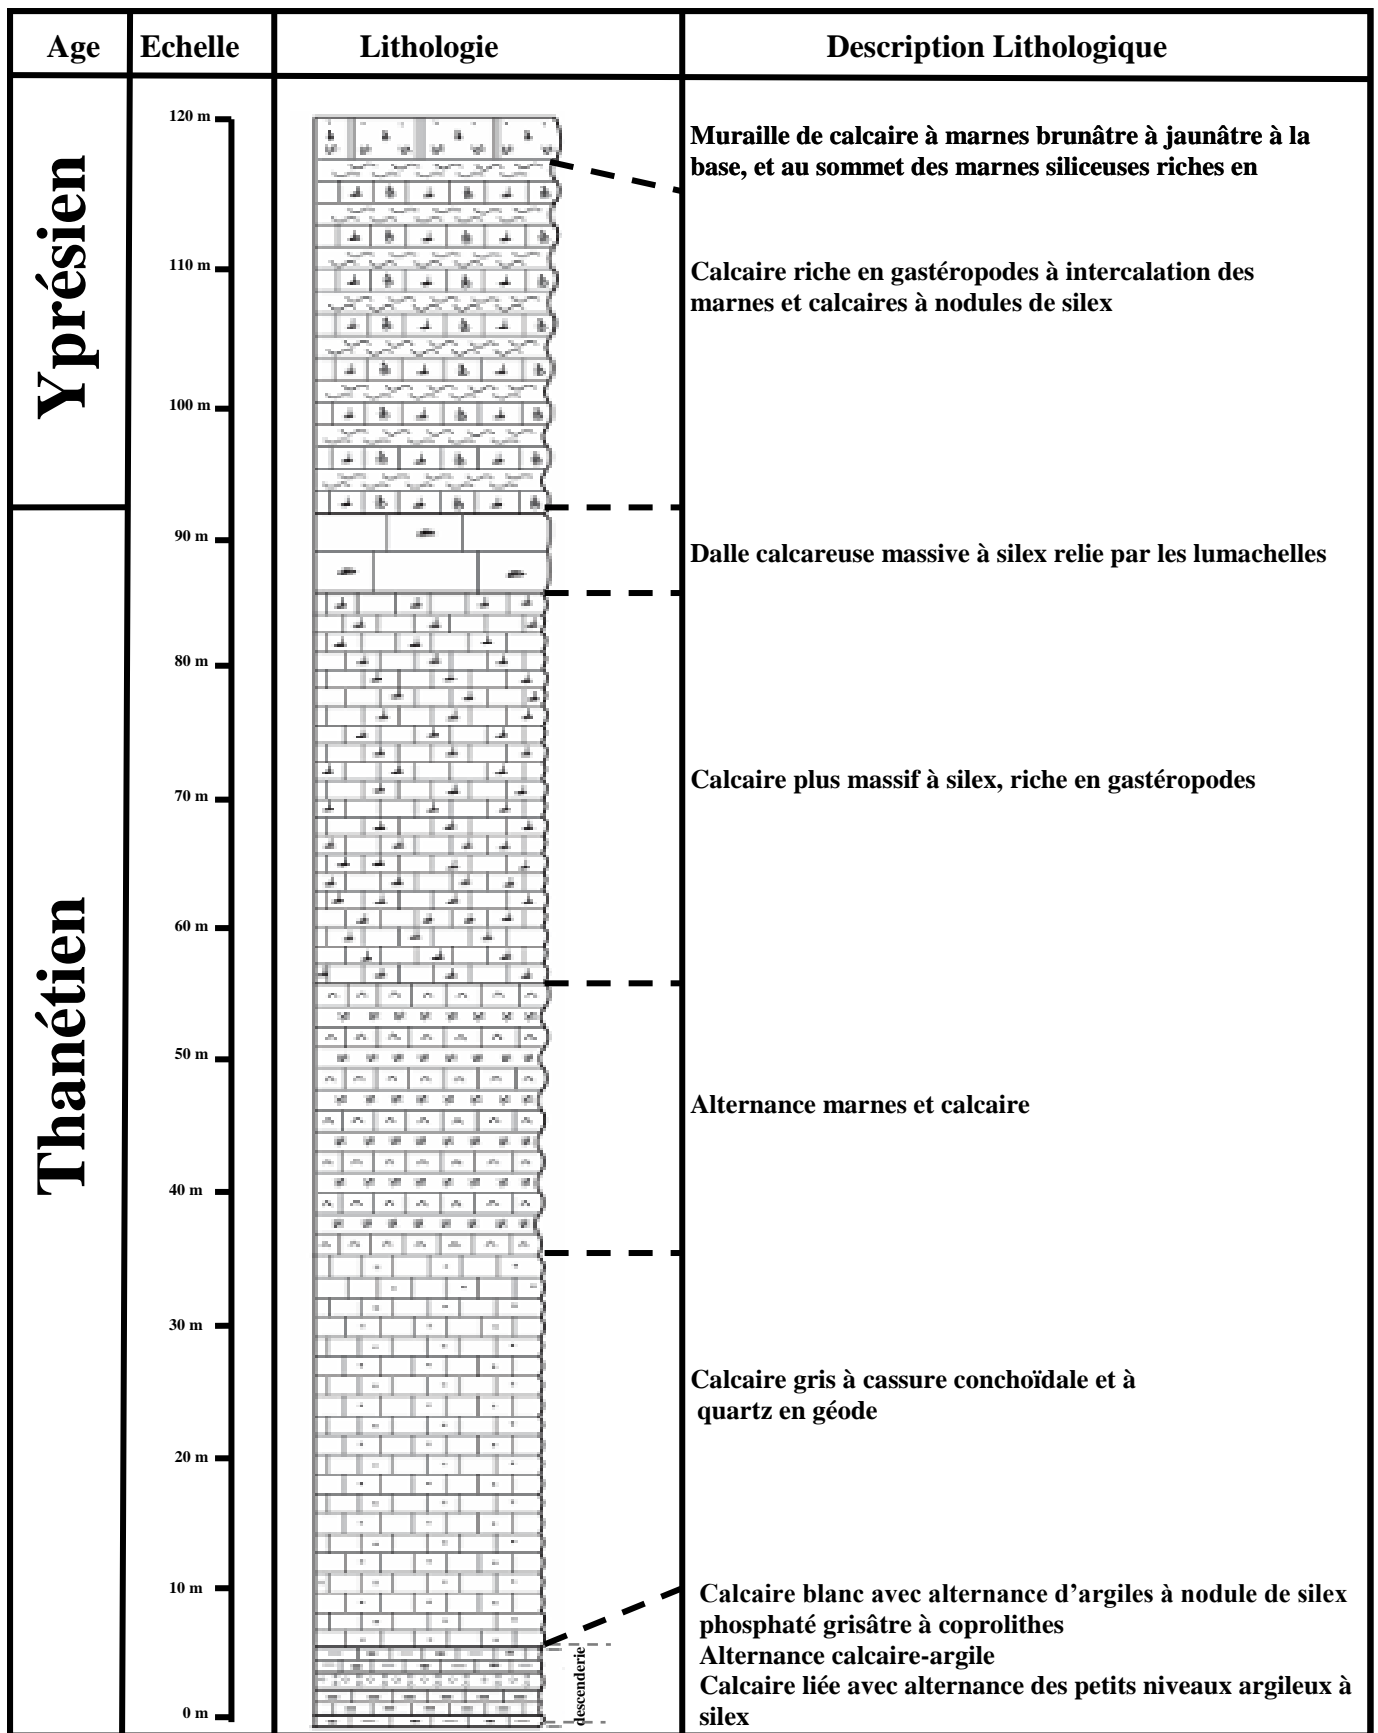 Age Echelle Lithologie Description Lithologique
120 m
Muraille de calcaire à marnes brunâtre à jaunâtre à la
base, et au sommet des marnes siliceuses riches en
Yprésien
110 m
Calcaire riche en gastéropodes à intercalation des
marnes et calcaires à nodules de silex
100 m
90 m
Dalle calcareuse massive à silex relie par les lumachelles
80 m
Calcaire plus massif à silex, riche en gastéropodes
70 m
60 m
Thanétien
50 m
Alternance marnes et calcaire
40 m
30 m
Calcaire gris à cassure conchoïdale et à
quartz en géode
20 m
10 m
Calcaire blanc avec alternance d’argiles à nodule de silex
phosphaté grisâtre à coprolithes
Alternance calcaire-argile
descenderie
Calcaire liée avec alternance des petits niveaux argileux à
silex
0 m